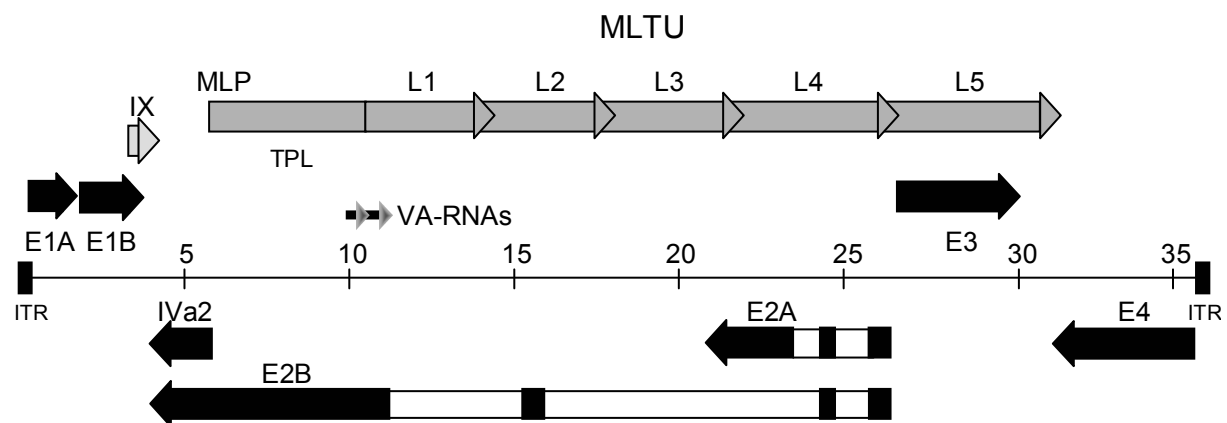 MLTU
MLP L1 L2 L3 L4 L5
IX
TPL
VA-RNAs
E1A E1B E3
5 10 15 20 25 30 35
ITR IVa2 E2A E4 ITR
E2B